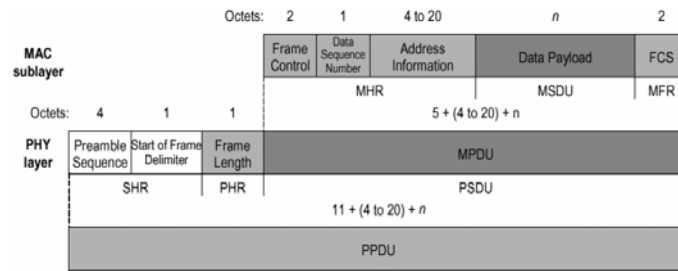 Octets: 2 1 4 to 20 n 2
MAC sublayer
Frame Control
Data Sequence Number
Address Information
Data Payload
FCS
MHR MSDU MFR
Octets: 4 1 1 5 + (4 to 20) + n
PHY layer
Preamble Sequence
Start of Frame Delimiter
Frame Length
MPDU
SHR PHR PSDU
11 + (4 to 20) + n
PPDU